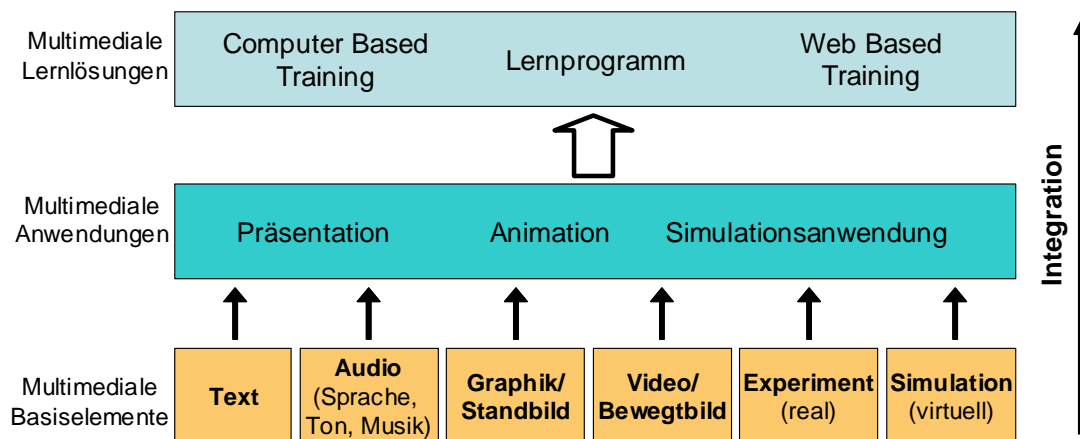 Multimediale
Lernlösungen
Computer Based
Training
Lernprogramm
Web Based
Training
Multimediale
Anwendungen
Präsentation
Animation
Simulationsanwendung
Integration
Multimediale
Basiselemente
Text
Audio
(Sprache,
Ton, Musik)
Graphik/
Standbild
Video/
Bewegtbild
Experiment
(real)
Simulation
(virtuell)